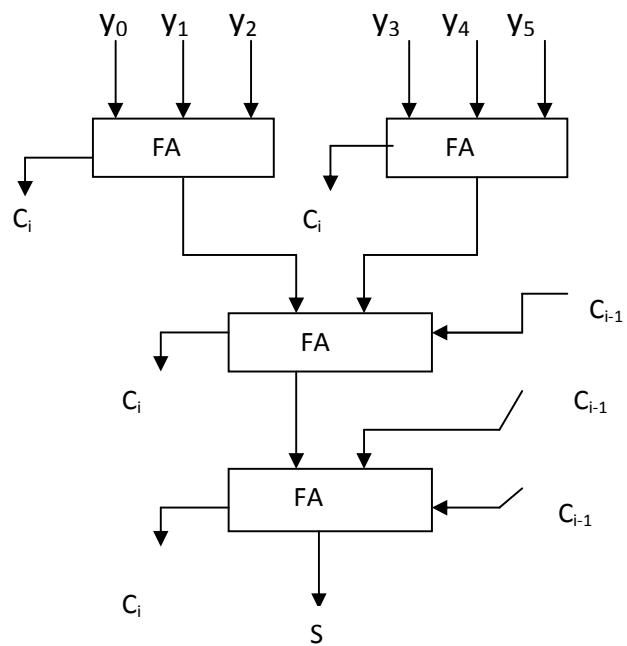 y₀ y₁ y₂ y₃ y₄ y₅
FA FA
Cᵢ Cᵢ
FA Cᵢ₋₁
Cᵢ Cᵢ₋₁
FA Cᵢ₋₁
Cᵢ
S